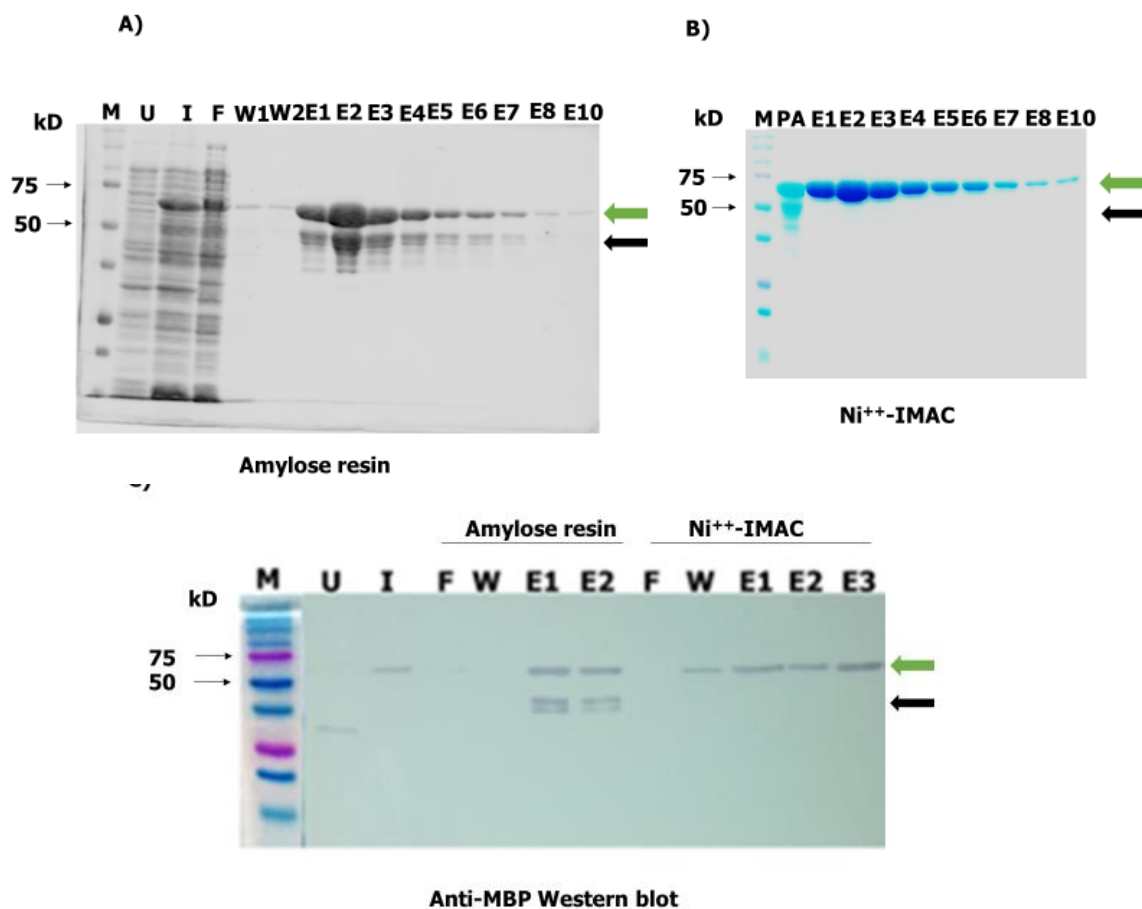 A)
kD
M U I F W1 W2 E1 E2 E3 E4 E5 E6 E7 E8 E10
75
50
Amylose resin
B)
kD
M PA E1 E2 E3 E4 E5 E6 E7 E8 E10
75
50
Ni⁺⁺-IMAC
Amylose resin Ni⁺⁺-IMAC
M U I F W E1 E2 F W E1 E2 E3
kD
75
50
Anti-MBP Western blot